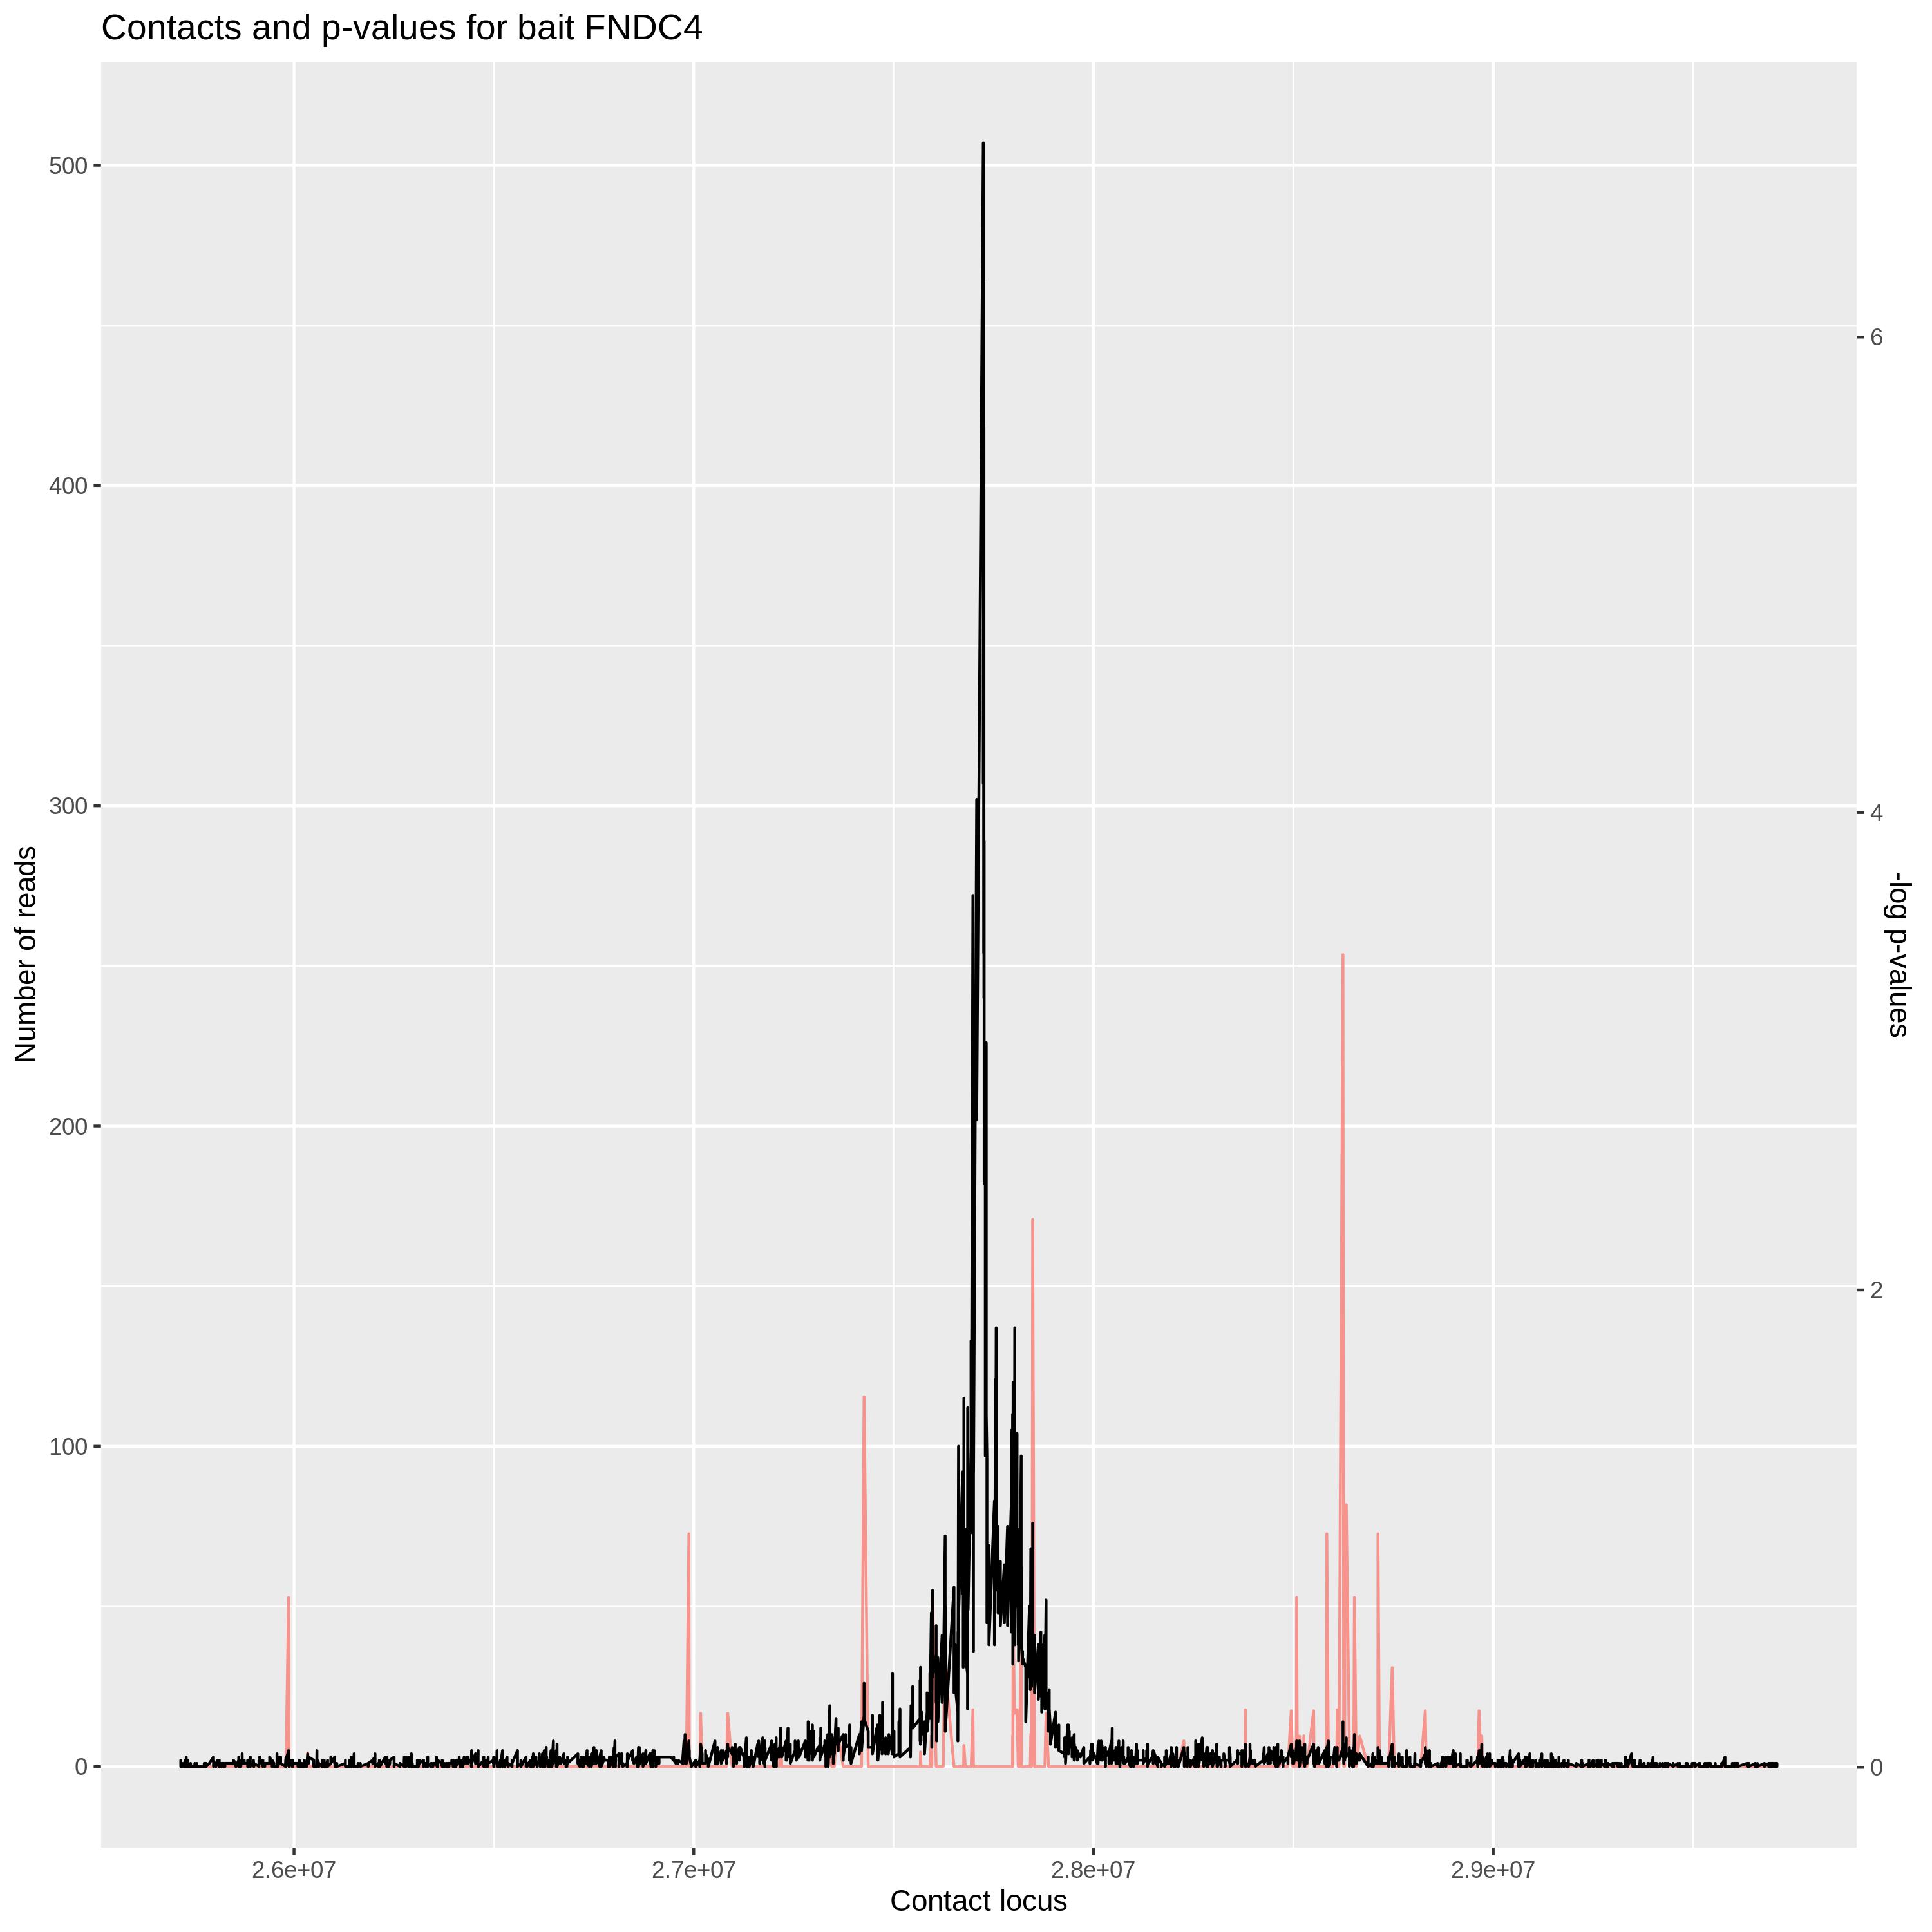 Contacts and p-values for bait FNDC4
500
400
300
200
100
0
Number of reads
6
4
2
0
-log p-values
2.6e+07
2.7e+07
2.8e+07
2.9e+07
Contact locus